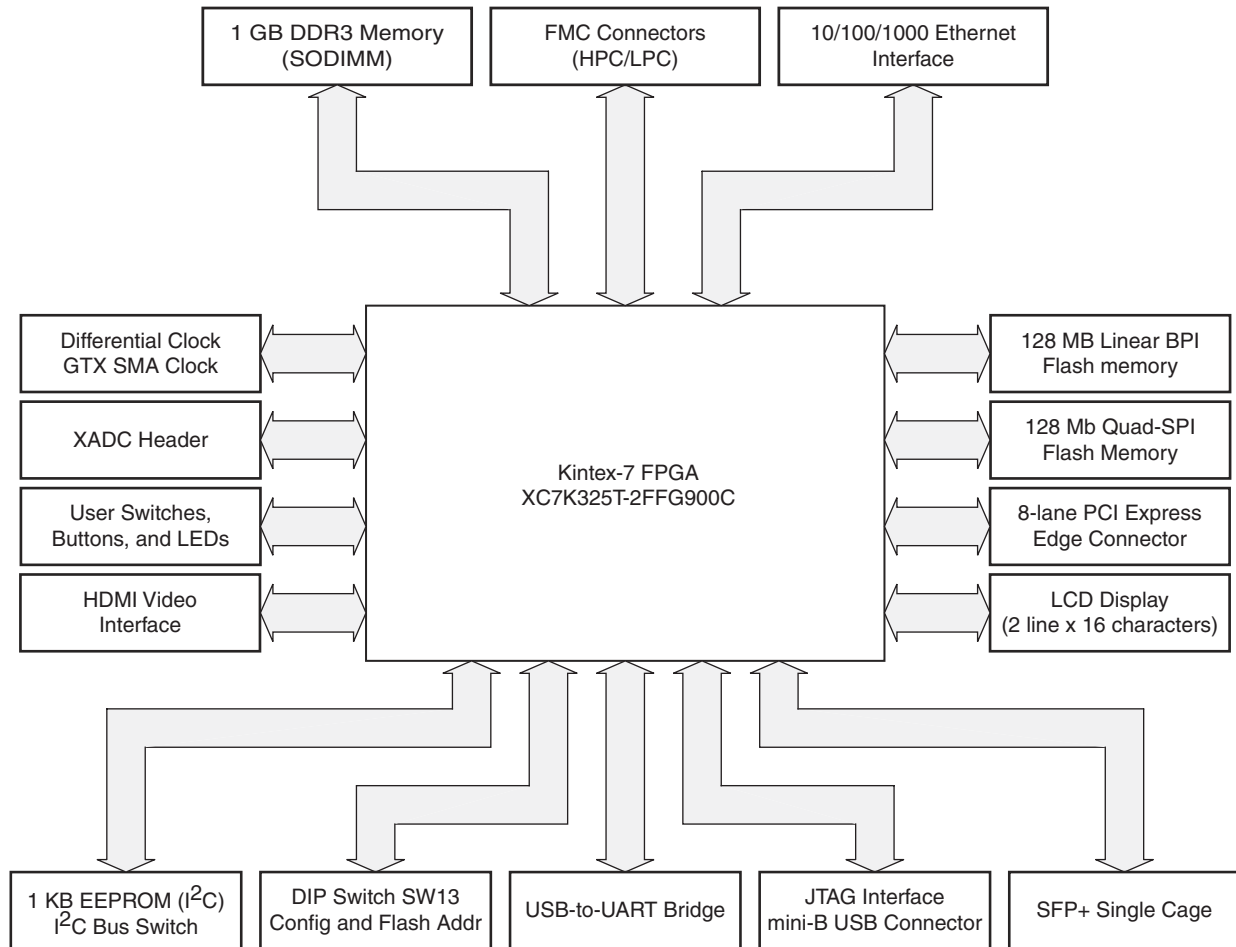 1 GB DDR3 Memory
(SODIMM)
FMC Connectors
(HPC/LPC)
10/100/1000 Ethernet
Interface
Differential Clock
GTX SMA Clock
XADC Header
User Switches,
Buttons, and LEDs
HDMI Video
Interface
Kintex-7 FPGA
XC7K325T-2FFG900C
128 MB Linear BPI
Flash memory
128 Mb Quad-SPI
Flash Memory
8-lane PCI Express
Edge Connector
LCD Display
(2 line x 16 characters)
1 KB EEPROM (I²C)
I²C Bus Switch
DIP Switch SW13
Config and Flash Addr
USB-to-UART Bridge
JTAG Interface
mini-B USB Connector
SFP+ Single Cage